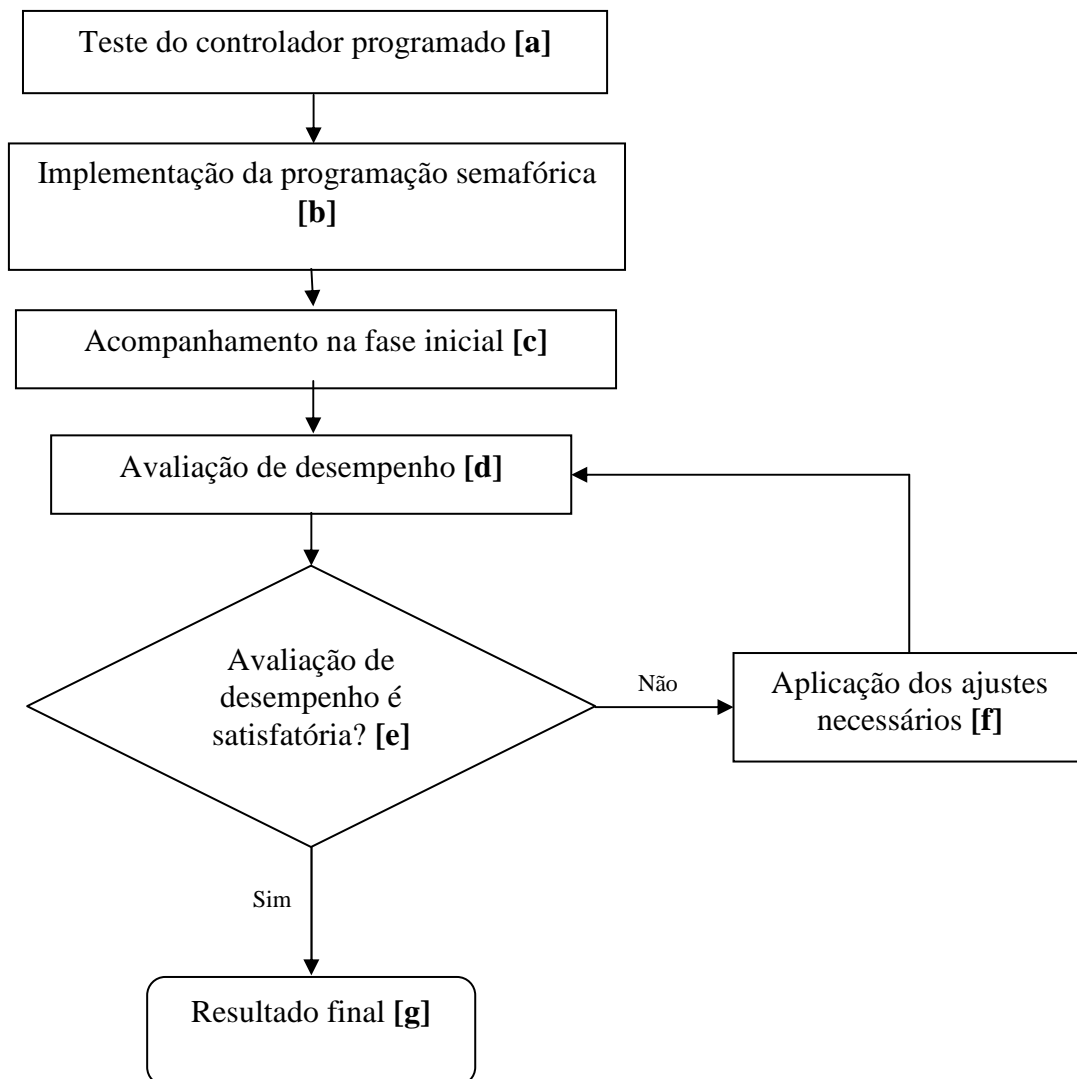 Teste do controlador programado [a]
Implementação da programação semafórica
[b]
Acompanhamento na fase inicial [c]
Avaliação de desempenho [d]
Avaliação de
desempenho é
satisfatória? [e]
Não
Aplicação dos ajustes
necessários [f]
Sim
Resultado final [g]